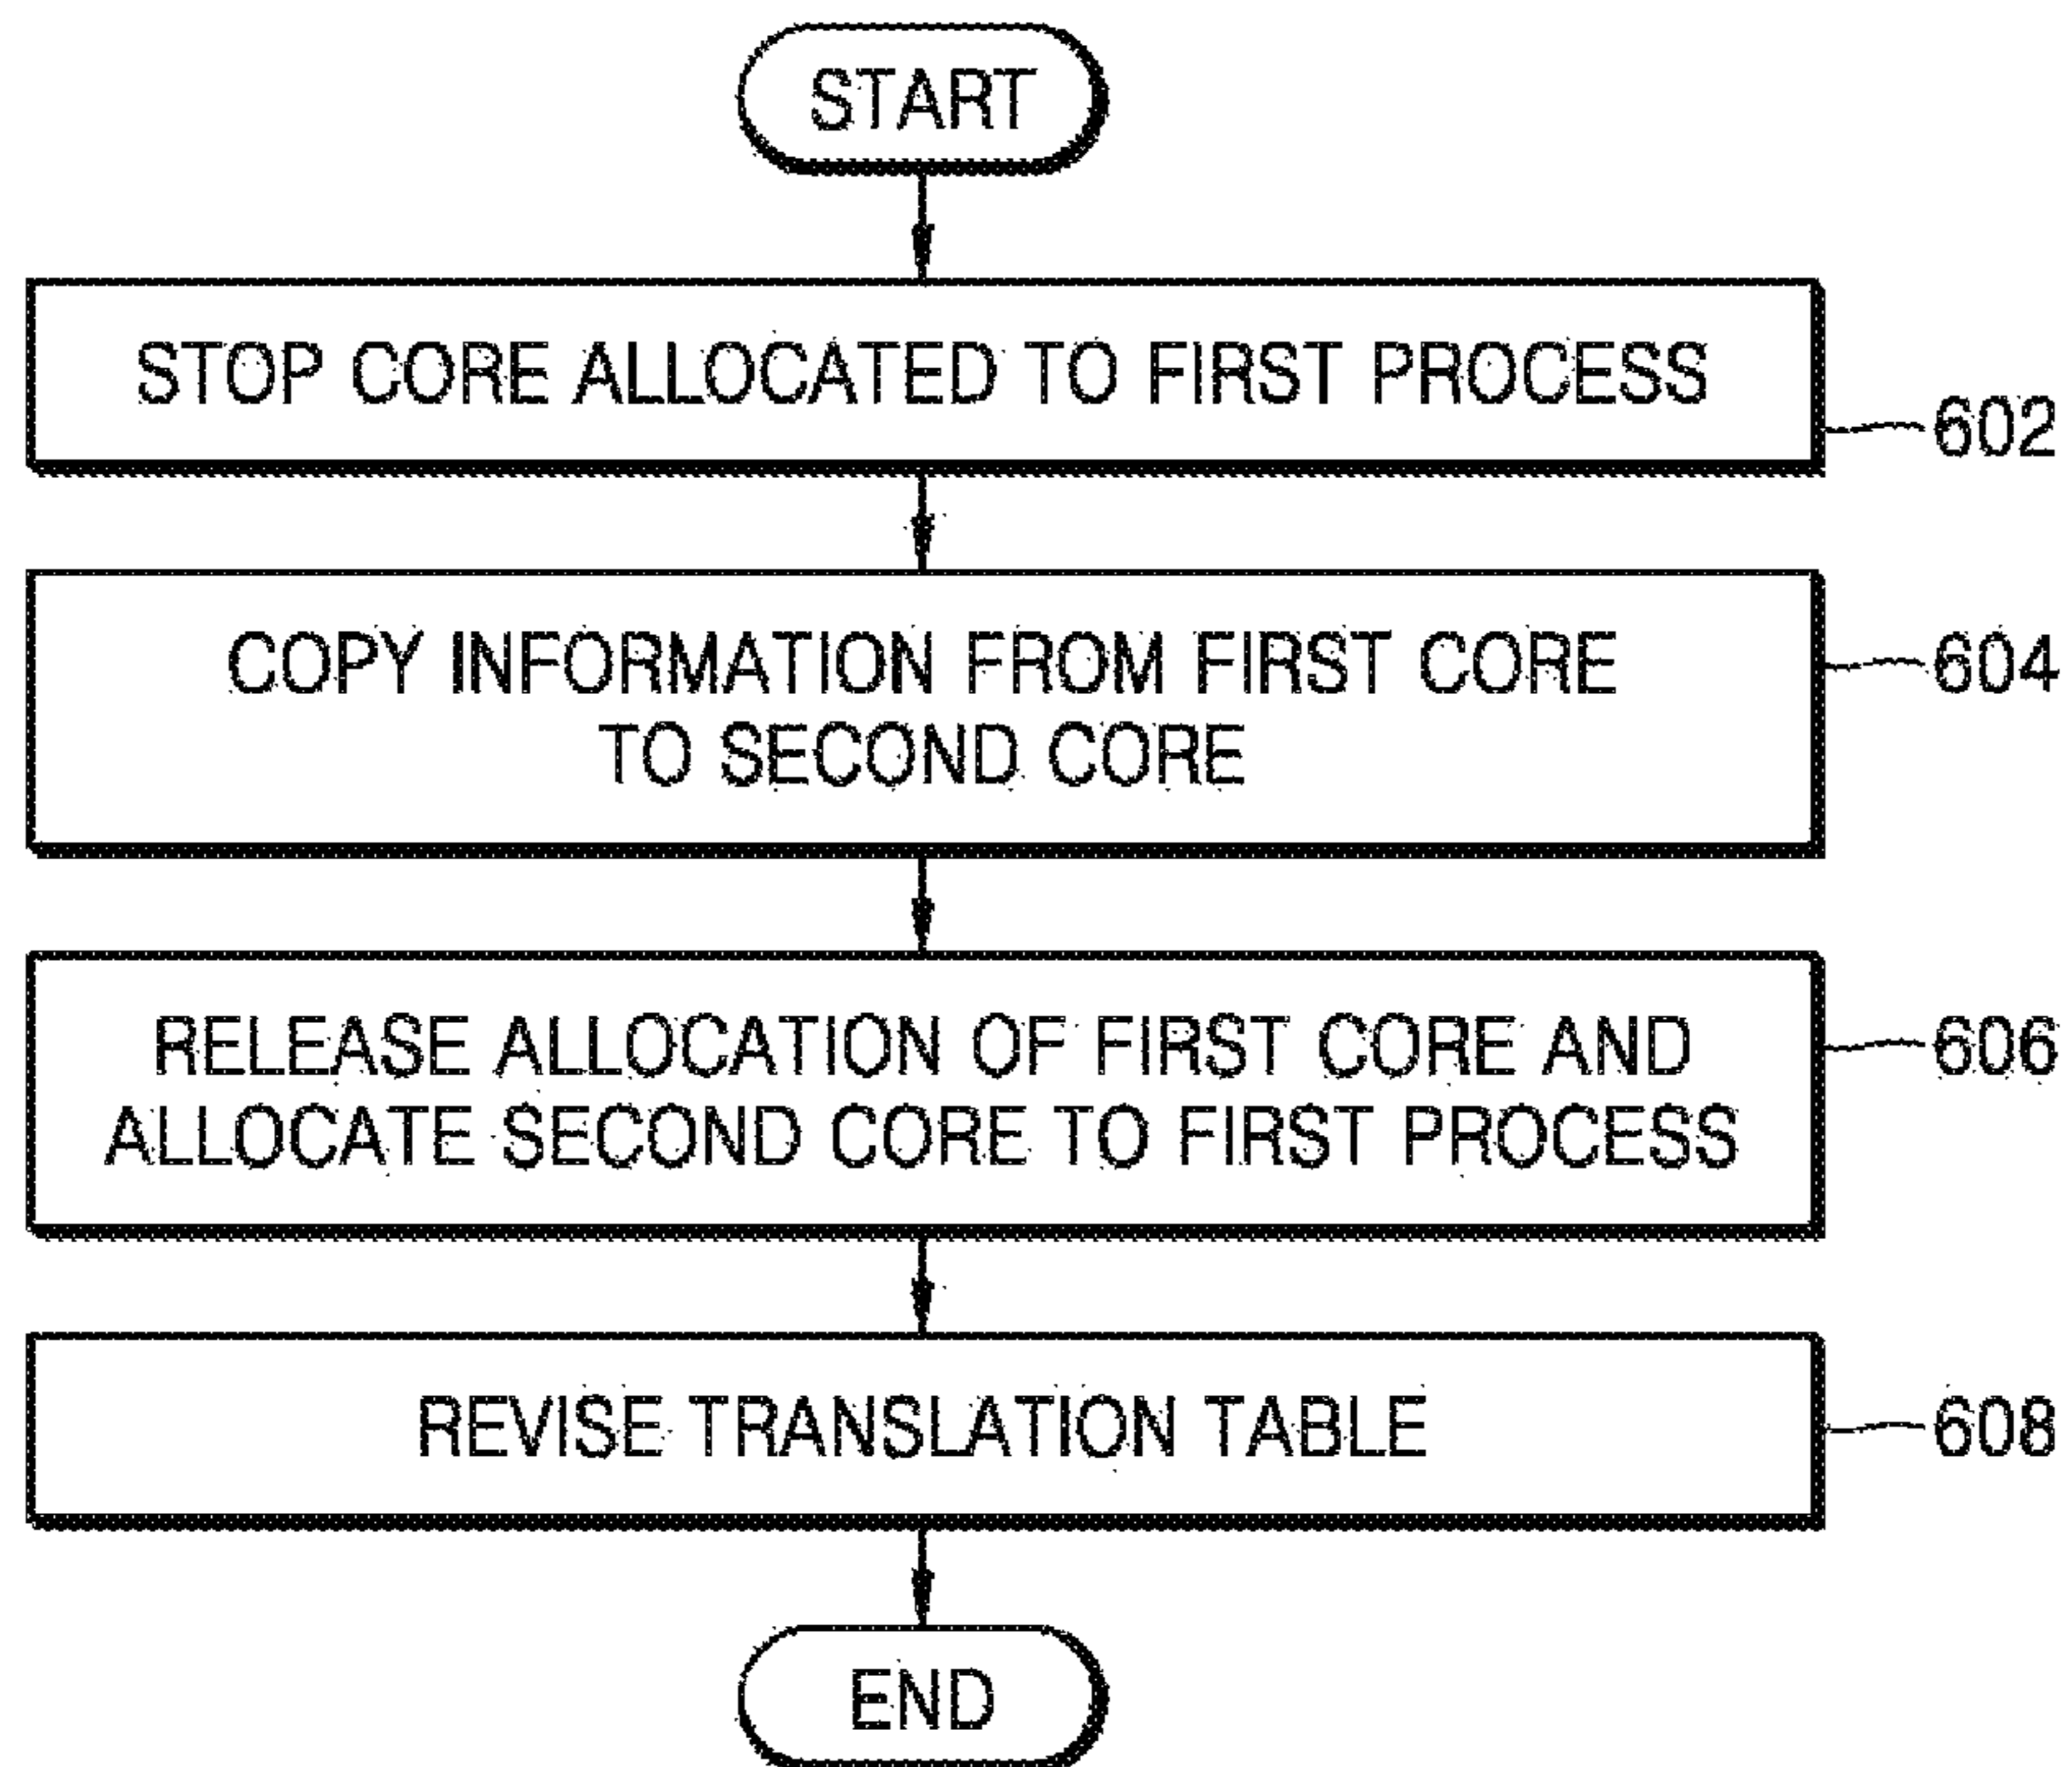 START
STOP CORE ALLOCATED TO FIRST PROCESS
602
COPY INFORMATION FROM FIRST CORE
TO SECOND CORE
604
RELEASE ALLOCATION OF FIRST CORE AND
ALLOCATE SECOND CORE TO FIRST PROCESS
606
REVISE TRANSLATION TABLE
608
END